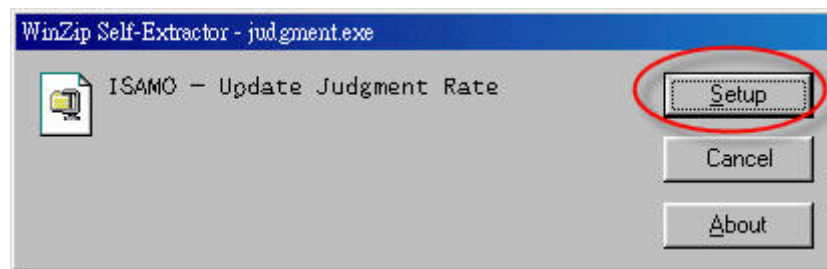 WinZip Self-Extractor - judgment.exe
ISAMO - Update Judgment Rate
Setup
Cancel
About